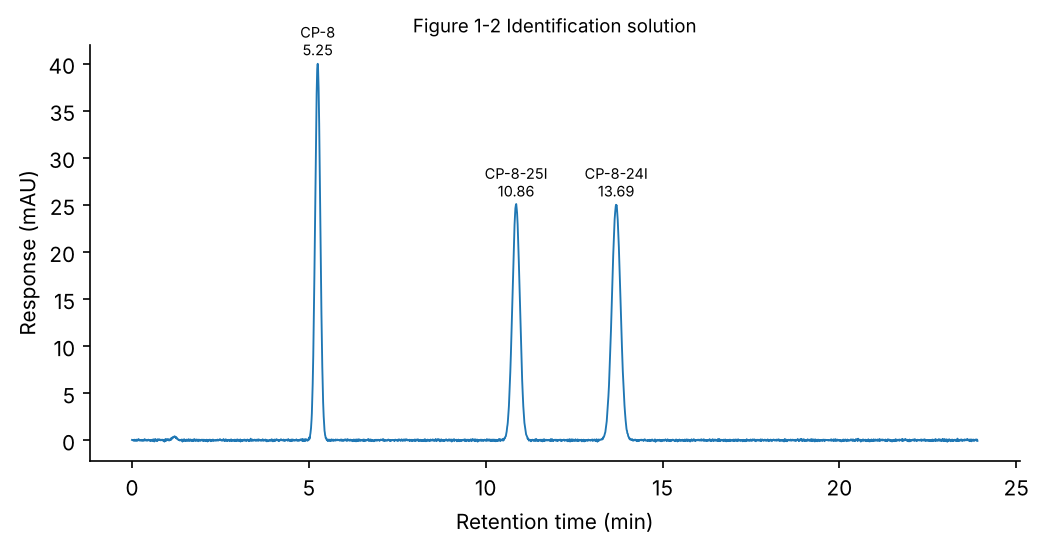 Figure 1-2 Identification solution
CP-8
5.25
CP-8-25I
10.86
CP-8-24I
13.69
Response (mAU)
40
35
30
25
20
15
10
5
0
0 5 10 15 20 25
Retention time (min)